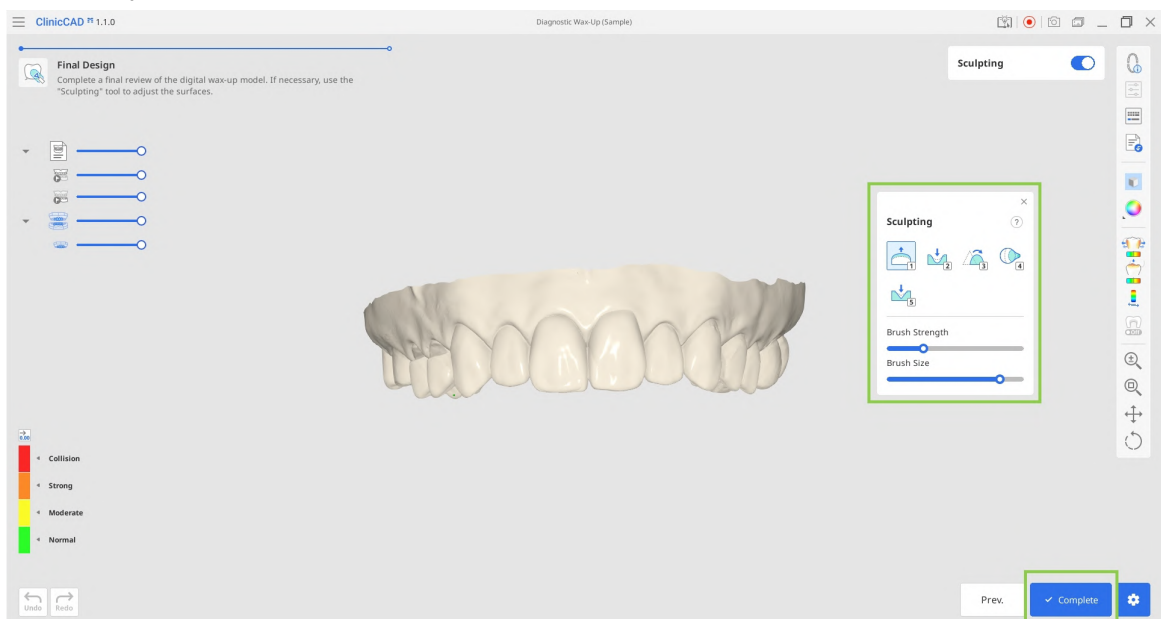 ClinicCAD 1.1.0
Diagnostic Wax-Up (Sample)
Final Design
Complete a final review of the digital wax-up model. If necessary, use the
"Sculpting" tool to adjust the surfaces.
Sculpting
Sculpting
?
1
2
3
4
5
Brush Strength
Brush Size
0.00
Collision
Strong
Moderate
Normal
Undo
Redo
Prev.
Complete